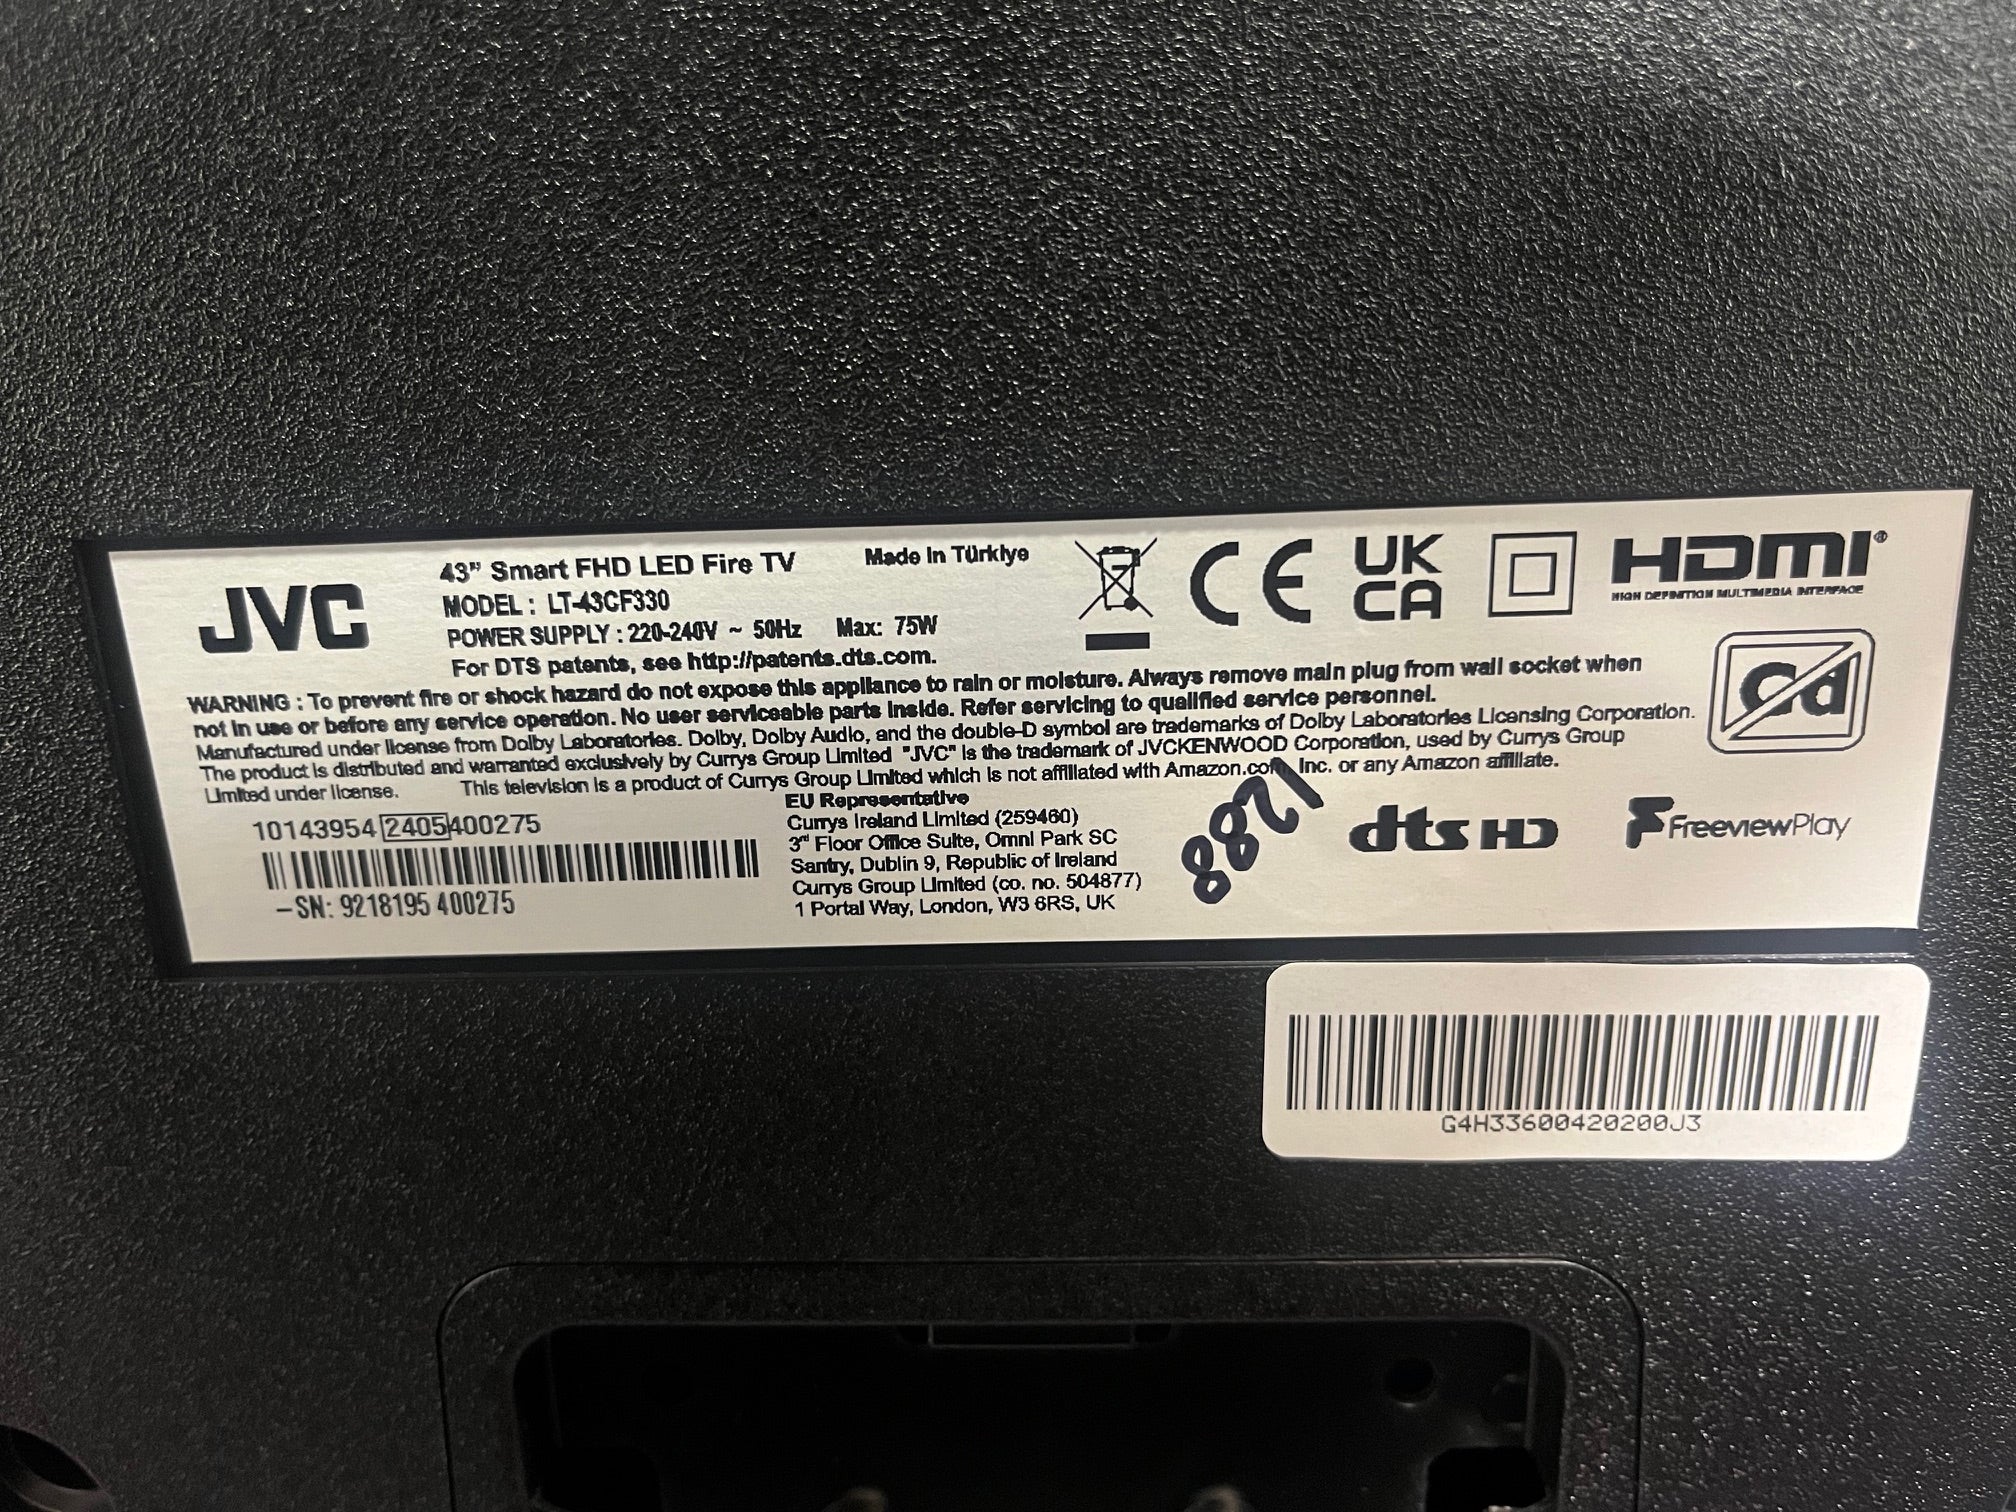 JVC
43" Smart FHD LED Fire TV
Made in Türkiye
MODEL : LT-43CF330
POWER SUPPLY : 220-240V ~ 50Hz Max: 75W
For DTS patents, see http://patents.dts.com.
CE
UK
CA
HDMI®
HIGH DEFINITION MULTIMEDIA INTERFACE
WARNING : To prevent fire or shock hazard do not expose this appliance to rain or moisture. Always remove main plug from wall socket when
not in use or before any service operation. No user serviceable parts inside. Refer servicing to qualified service personnel.
Manufactured under license from Dolby Laboratories. Dolby, Dolby Audio, and the double-D symbol are trademarks of Dolby Laboratories Licensing Corporation.
The product is distributed and warranted exclusively by Currys Group Limited "JVC" is the trademark of JVCKENWOOD Corporation, used by Currys Group
Limited under license. This television is a product of Currys Group Limited which is not affiliated with Amazon.com, Inc. or any Amazon affiliate.
Cd
10143954 2405 400275
-SN: 9218195 400275
EU Representative
Currys Ireland Limited (259460)
3rd Floor Office Suite, Omni Park SC
Santry, Dublin 9, Republic of Ireland
Currys Group Limited (co. no. 504877)
1 Portal Way, London, W3 6RS, UK
8821
dts HD
FreeviewPlay
G4H33600420200J3